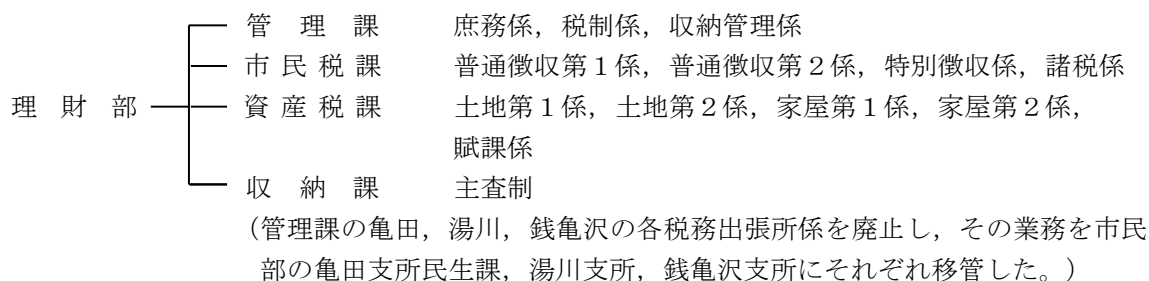 管理課 庶務係，税制係，収納管理係
市民税課 普通徴収第１係，普通徴収第２係，特別徴収係，諸税係
理財部 資産税課 土地第１係，土地第２係，家屋第１係，家屋第２係，
賦課係
収納課 主査制
（管理課の亀田，湯川，銭亀沢の各税務出張所係を廃止し，その業務を市民
部の亀田支所民生課，湯川支所，銭亀沢支所にそれぞれ移管した。）